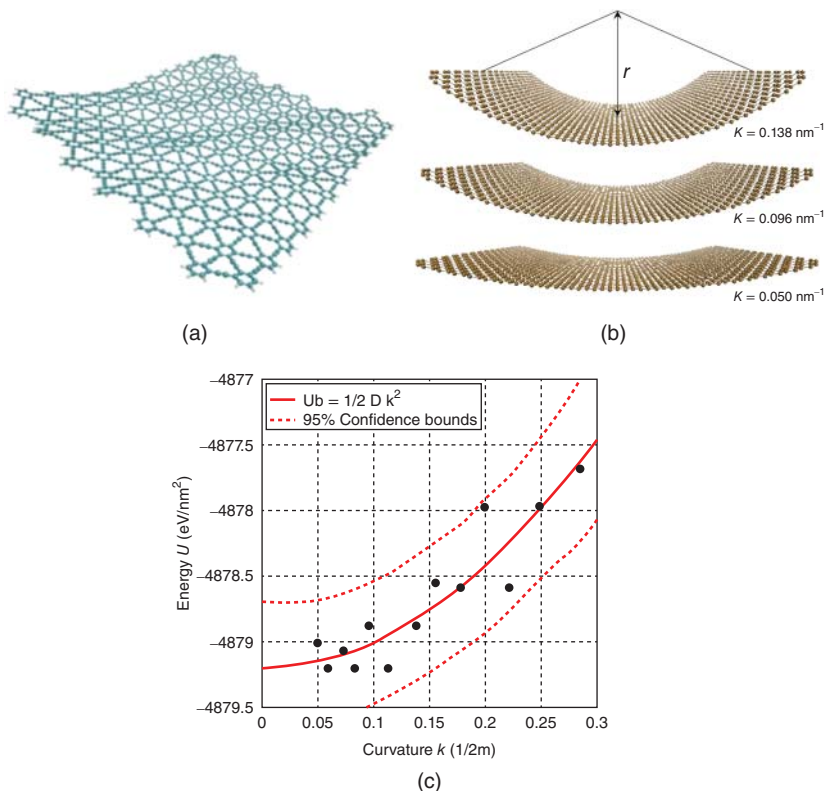 r
K = 0.138 nm⁻¹
K = 0.096 nm⁻¹
K = 0.050 nm⁻¹
(a)
(b)
−4877
−4877.5
−4878
−4878.5
−4879
−4879.5
Energy U (eV/nm²)
Ub = 1/2 D k²
95% Confidence bounds
0
0.05
0.1
0.15
0.2
0.25
0.3
Curvature k (1/2m)
(c)